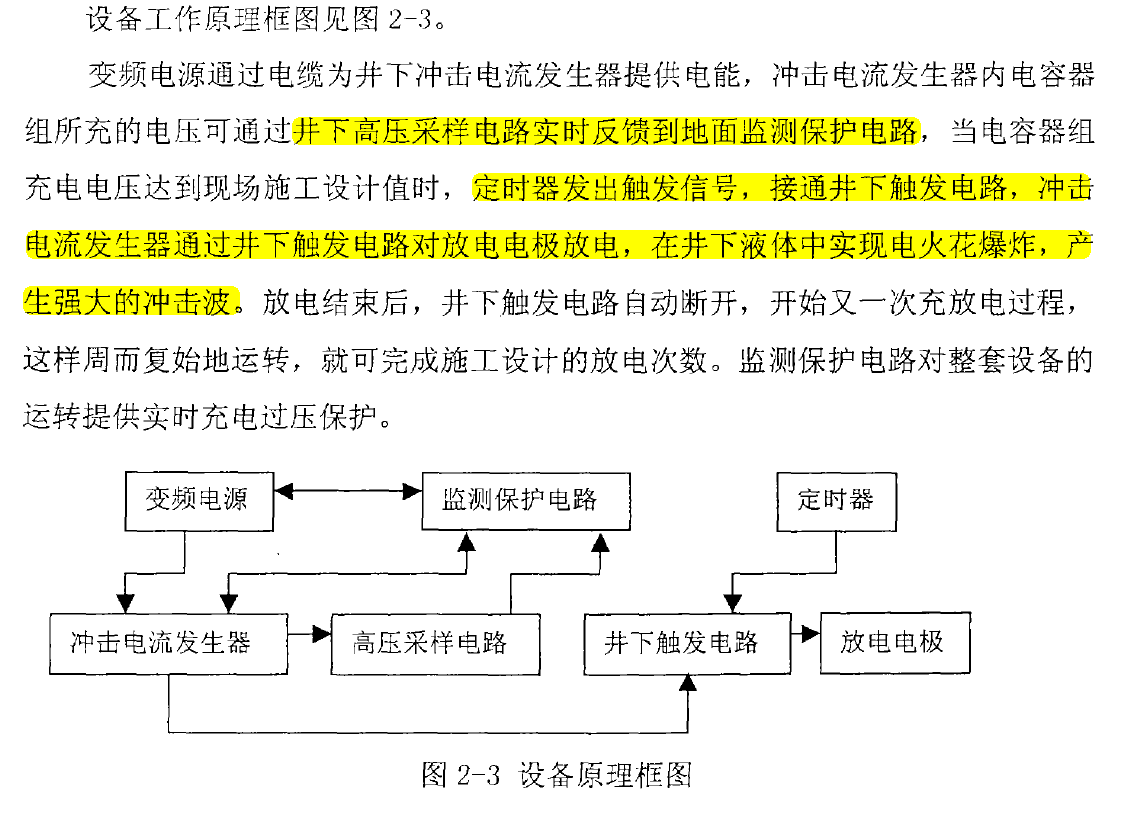 设备工作原理框图见图2-3。
变频电源通过电缆为井下冲击电流发生器提供电能，冲击电流发生器内电容器
组所充的电压可通过井下高压采样电路实时反馈到地面监测保护电路，当电容器组
充电电压达到现场施工设计值时，定时器发出触发信号，接通井下触发电路，冲击
电流发生器通过井下触发电路对放电电极放电，在井下液体中实现电火花爆炸，产
生强大的冲击波。放电结束后，井下触发电路自动断开，开始又一次充放电过程，
这样周而复始地运转，就可完成施工设计的放电次数。监测保护电路对整套设备的
运转提供实时充电过压保护。
变频电源
监测保护电路
定时器
冲击电流发生器
高压采样电路
井下触发电路
放电电极
图2-3 设备原理框图